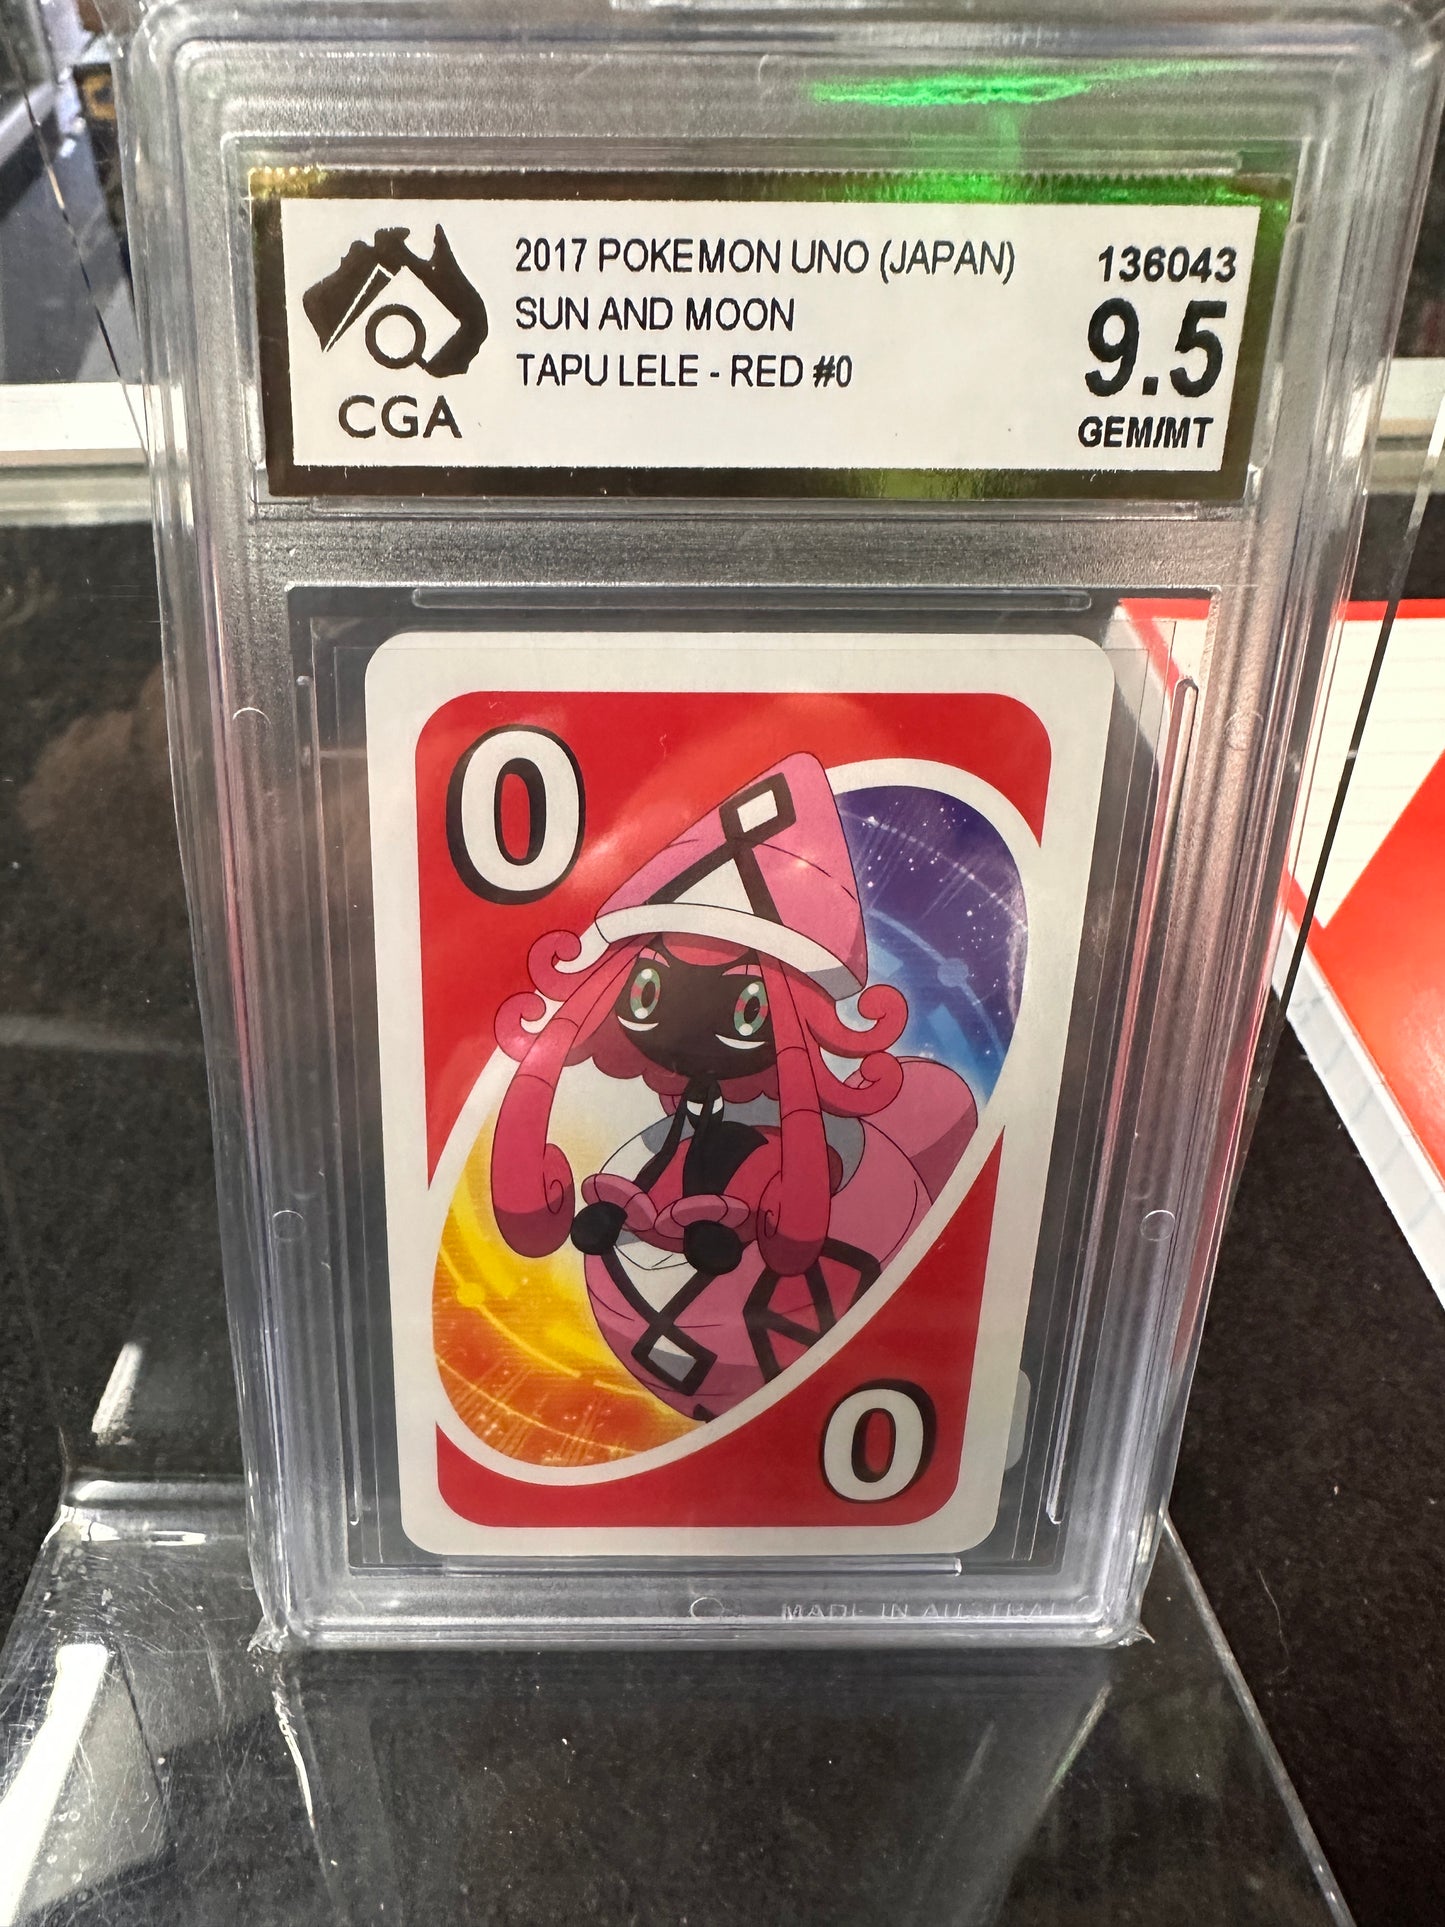 2017 POKEMON UNO (JAPAN)
SUN AND MOON
TAPU LELE - RED #0
136043
9.5
GEM/MT
CGA
0
0
MADE IN AUSTRAL